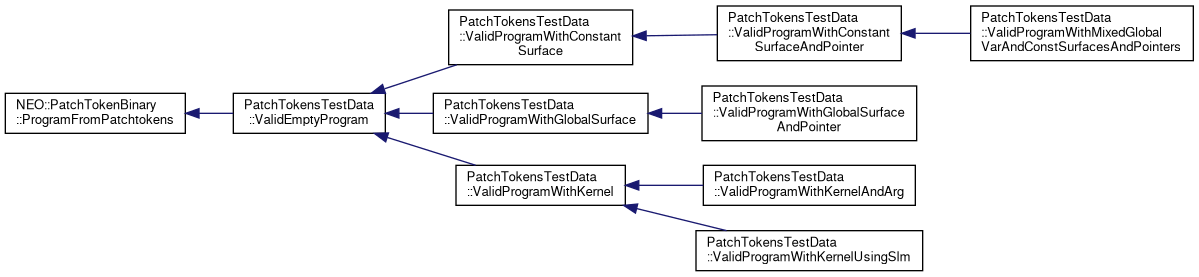 NEO::PatchTokenBinary
::ProgramFromPatchtokens
PatchTokensTestData
::ValidEmptyProgram
PatchTokensTestData
::ValidProgramWithConstant
Surface
PatchTokensTestData
::ValidProgramWithConstant
SurfaceAndPointer
PatchTokensTestData
::ValidProgramWithMixedGlobal
VarAndConstSurfacesAndPointers
PatchTokensTestData
::ValidProgramWithGlobalSurface
PatchTokensTestData
::ValidProgramWithGlobalSurface
AndPointer
PatchTokensTestData
::ValidProgramWithKernel
PatchTokensTestData
::ValidProgramWithKernelAndArg
PatchTokensTestData
::ValidProgramWithKernelUsingSlm